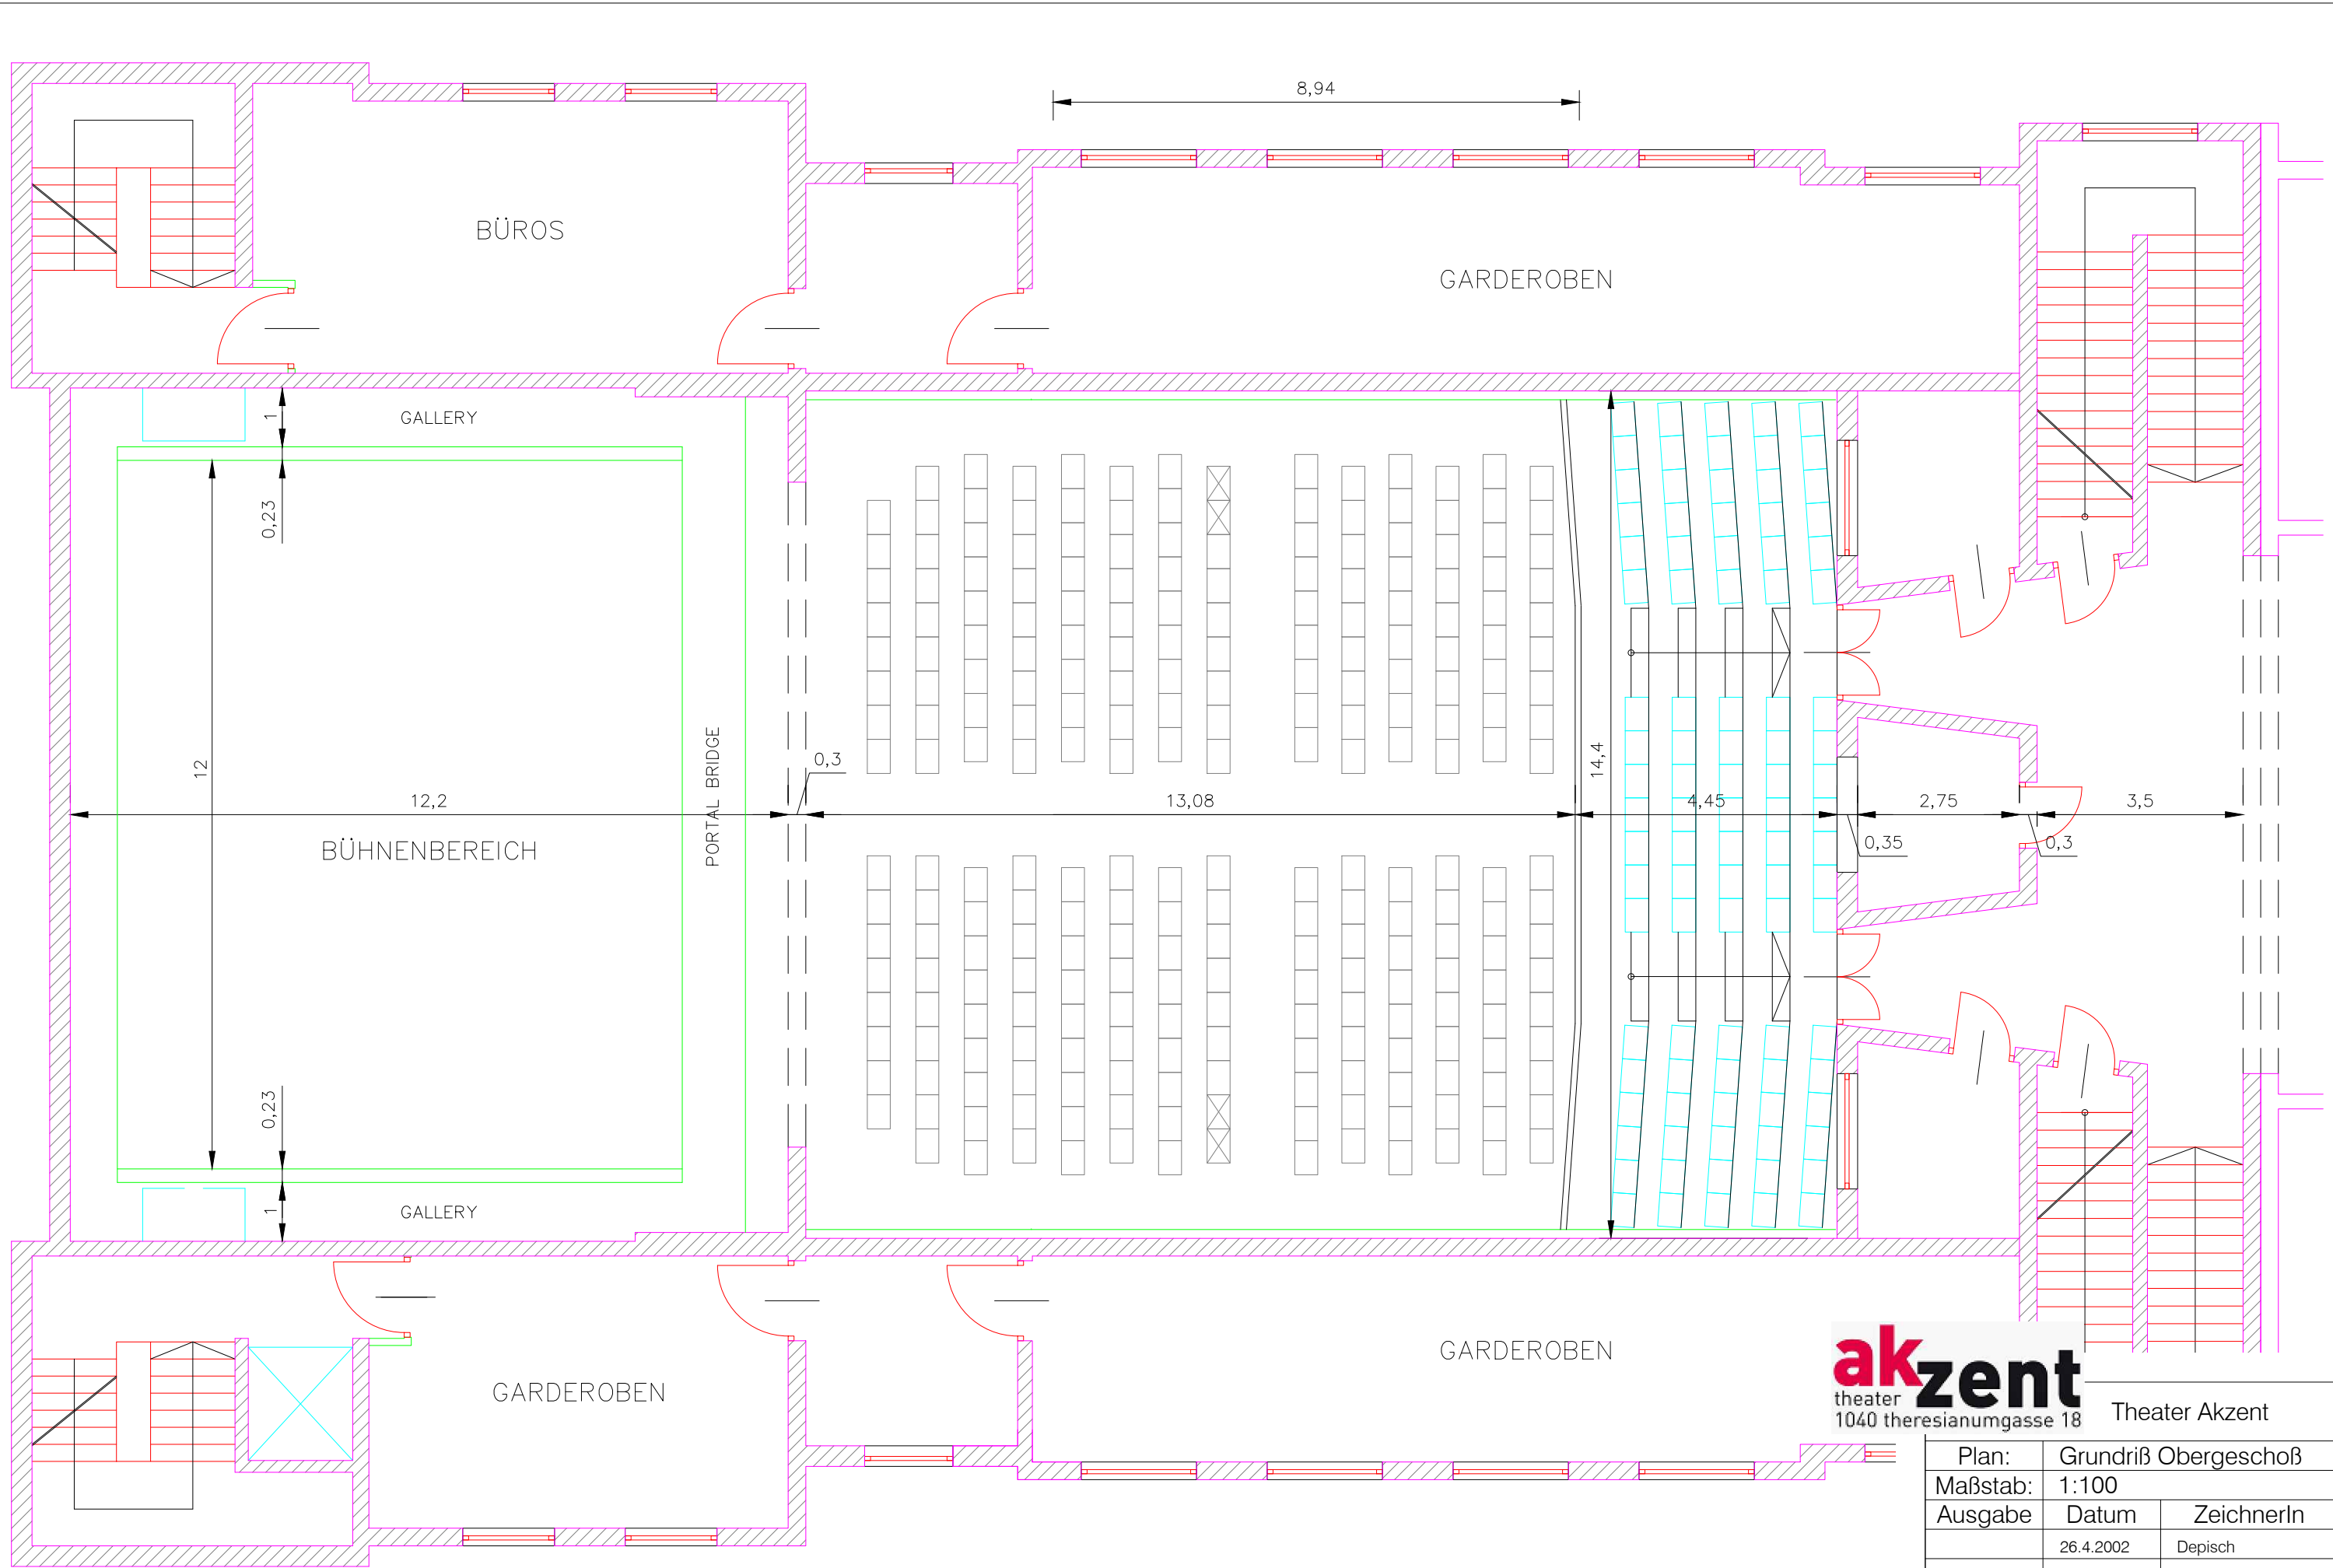 8,94
BÜROS
GARDEROBEN
1
GALLERY
0,23
12
PORTAL BRIDGE
0,3
14,4
12,2
13,08
4,45
2,75
3,5
0,35
0,3
BÜHNENBEREICH
0,23
1
GALLERY
GARDEROBEN
GARDEROBEN
akzent
theater
1040 theresianumgasse 18
Theater Akzent
Plan: Grundriß Obergeschoß
Maßstab: 1:100
Ausgabe Datum ZeichnerIn
26.4.2002 Depisch